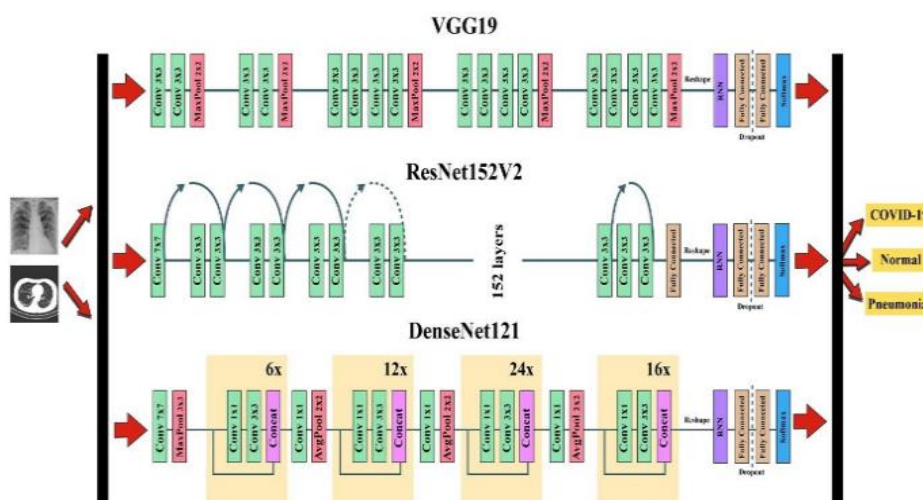 VGG19
Conv 3X3
Conv 3X3
MaxPool 2x2
Conv 3X3
Conv 3X3
MaxPool 2x2
Conv 3X3
Conv 3X3
Conv 3X3
Conv 3X3
MaxPool 2x2
Conv 3X3
Conv 3X3
Conv 3X3
Conv 3X3
MaxPool 2x2
Conv 3X3
Conv 3X3
Conv 3X3
Conv 3X3
MaxPool 2x2
Reshape
RNN
Fully Connected
Fully Connected
Dropout
Softmax
ResNet152V2
Conv 7X7
Conv 3X3
Conv 3X3
Conv 3X3
Conv 3X3
Conv 3X3
Conv 3X3
Conv 3X3
Conv 3X3
152 layers
Conv 3X3
Conv 3X3
Conv 3X3
Fully Connected
Reshape
RNN
Fully Connected
Fully Connected
Dropout
Softmax
COVID-19
Normal
DenseNet121
Conv 7X7
MaxPool 3X3
6x
Conv 1X1
Conv 3X3
Concat
Conv 1X1
AvgPool 2X2
12x
Conv 1X1
Conv 3X3
Concat
Conv 1X1
AvgPool 2X2
24x
Conv 1X1
Conv 3X3
Concat
Conv 1X1
AvgPool 2X2
16x
Conv 1X1
Conv 3X3
Concat
Reshape
RNN
Fully Connected
Fully Connected
Dropout
Softmax